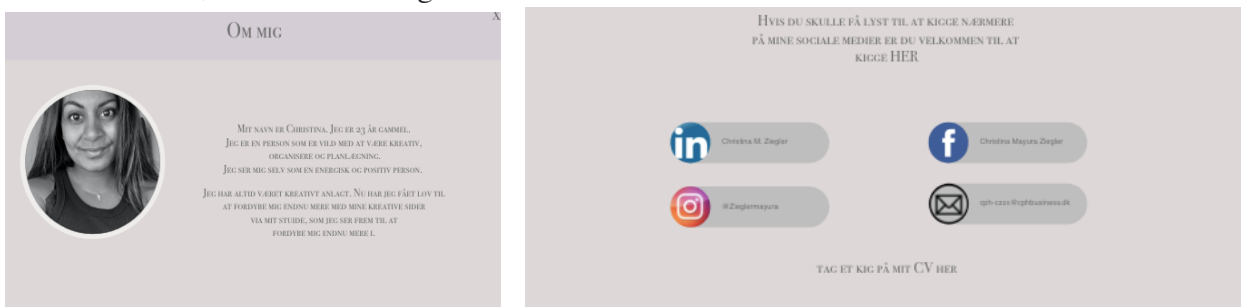 X
Om mig
Mit navn er Christina. Jeg er 23 år gammel.
Jeg er en person som er vild med at være kreativ,
organisere og planlægning.
Jeg ser mig selv som en energisk og positiv person.
Jeg har altid været kreativt anlagt. Nu har jeg fået lov til
at fordybe mig endnu mere med mine kreative sider
via mit stuide, som jeg ser frem til at
fordybe mig endnu mere i.
Hvis du skulle få lyst til at kigge nærmere
på mine sociale medier er du velkommen til at
kigge HER
in
Christina M. Ziegler
f
Christina Mayura Ziegler
@Zieglermayura
tag et kig på mit CV her